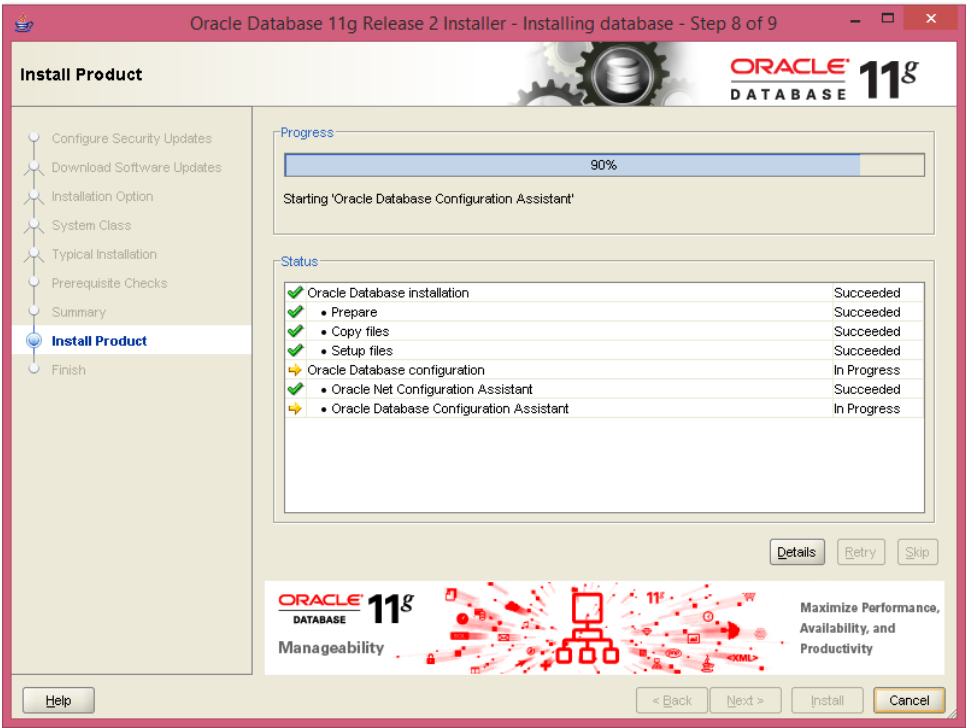 Oracle Database 11g Release 2 Installer - Installing database - Step 8 of 9
Install Product
ORACLE 11g
DATABASE
Configure Security Updates
Download Software Updates
Installation Option
System Class
Typical Installation
Prerequisite Checks
Summary
Install Product
Finish
Progress
90%
Starting 'Oracle Database Configuration Assistant'
Status
Oracle Database installation Succeeded
• Prepare Succeeded
• Copy files Succeeded
• Setup files Succeeded
Oracle Database configuration In Progress
• Oracle Net Configuration Assistant Succeeded
• Oracle Database Configuration Assistant In Progress
Details Retry Skip
ORACLE 11g
DATABASE
Manageability
11g
<XML>
Maximize Performance,
Availability, and
Productivity
Help < Back Next > Install Cancel